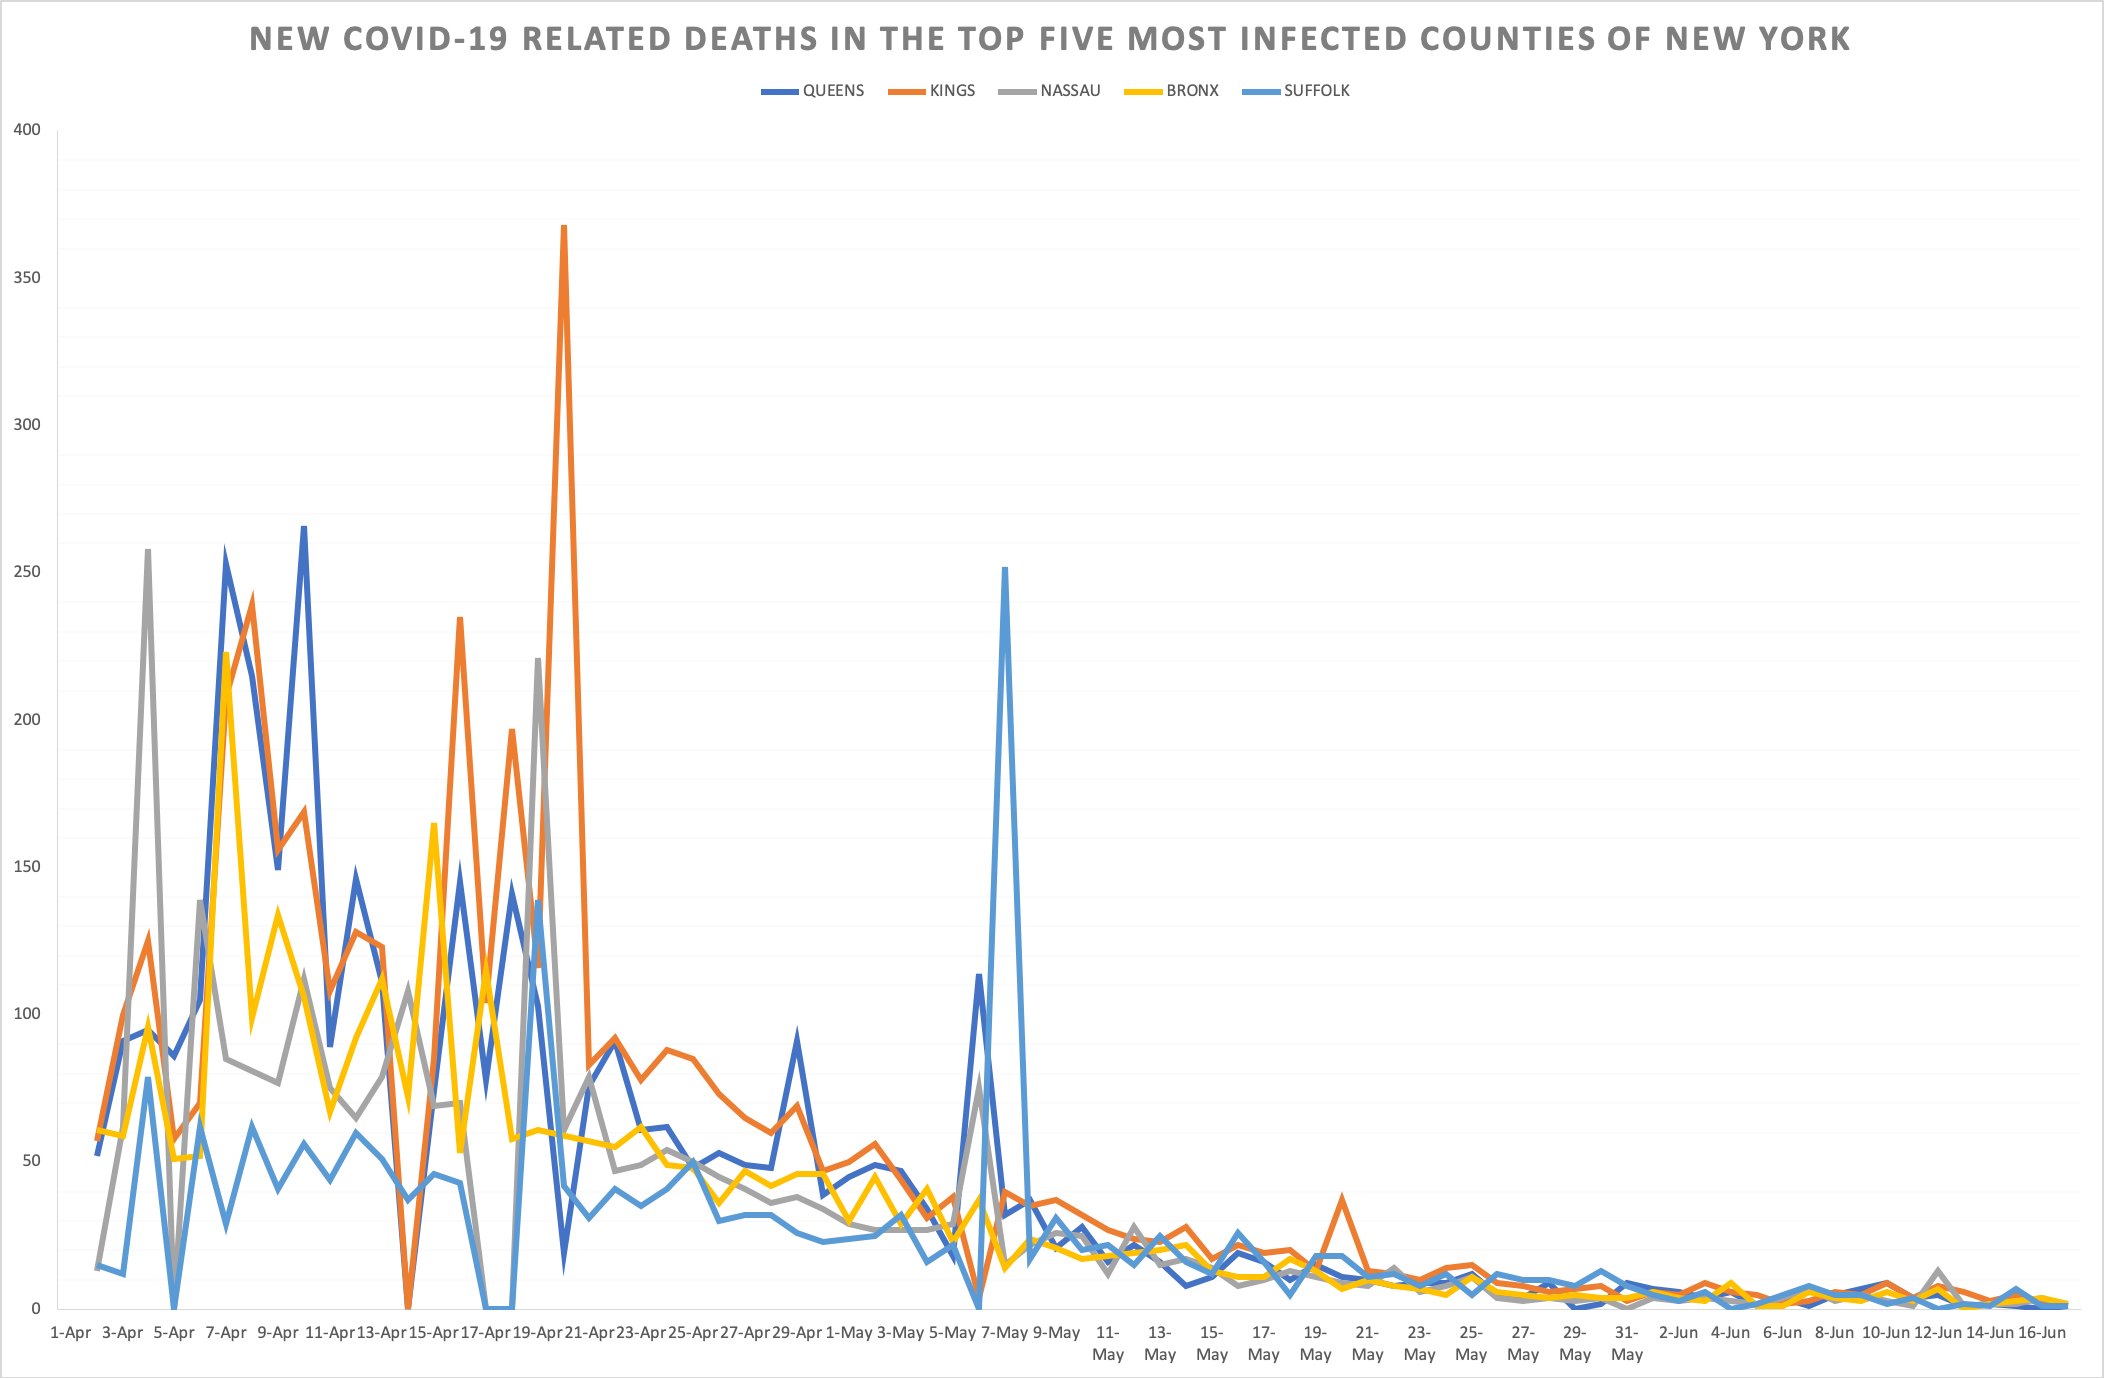 NEW COVID-19 RELATED DEATHS IN THE TOP FIVE MOST INFECTED COUNTIES OF NEW YORK
QUEENS KINGS NASSAU BRONX SUFFOLK
400
350
300
250
200
150
100
50
0
1-Apr 3-Apr 5-Apr 7-Apr 9-Apr 11-Apr 13-Apr 15-Apr 17-Apr 19-Apr 21-Apr 23-Apr 25-Apr 27-Apr 29-Apr 1-May 3-May 5-May 7-May 9-May 11- 13- 15- 17- 19- 21- 23- 25- 27- 29- 31- 2-Jun 4-Jun 6-Jun 8-Jun 10-Jun 12-Jun 14-Jun 16-Jun
May May May May May May May May May May May